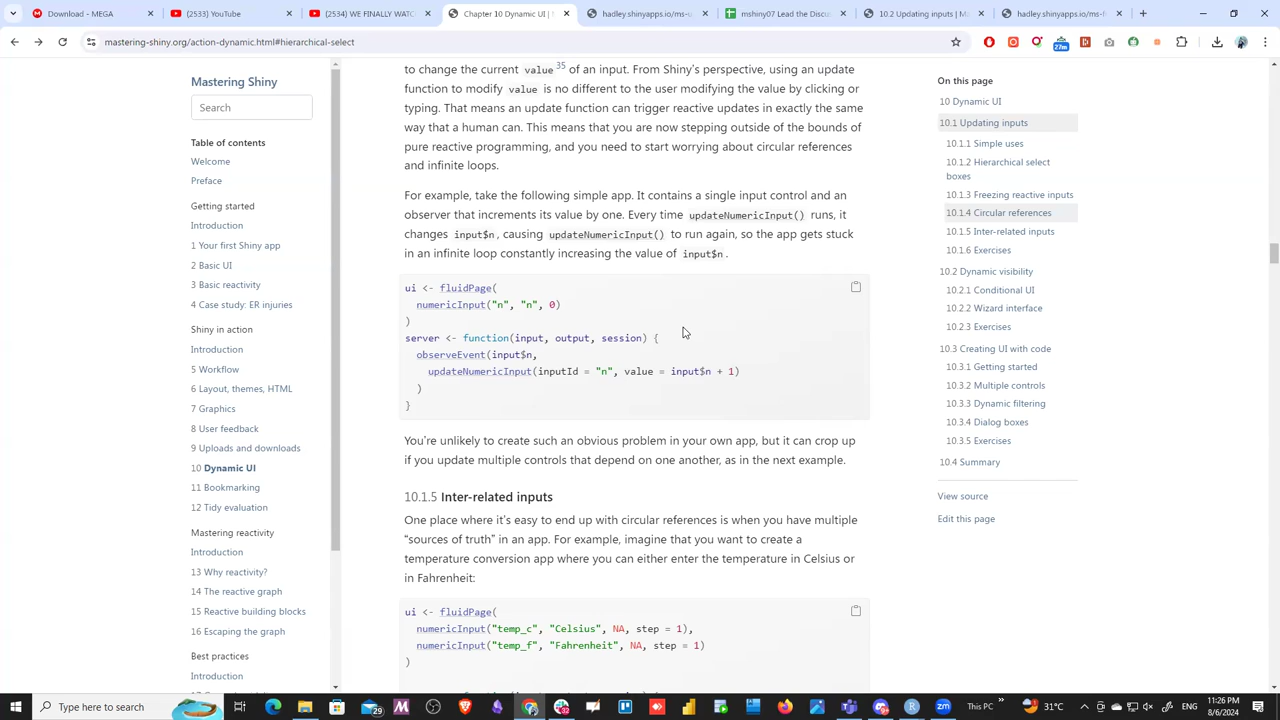 Download - MEGA
(2533) YouTube
(2534) WE FINALLY WATC
Chapter 10 Dynamic UI | S
hadley.shinyapps.io/ms-u
mshiny07 Lead the Discus
10.2 Updating inputs | Ma
hadley.shinyapps.io/ms-f
mastering-shiny.org/action-dynamic.html#hierarchical-select
27m
Mastering Shiny
Search
Table of contents
Welcome
Preface
Getting started
Introduction
1 Your first Shiny app
2 Basic UI
3 Basic reactivity
4 Case study: ER injuries
Shiny in action
Introduction
5 Workflow
6 Layout, themes, HTML
7 Graphics
8 User feedback
9 Uploads and downloads
10 Dynamic UI
11 Bookmarking
12 Tidy evaluation
Mastering reactivity
Introduction
13 Why reactivity?
14 The reactive graph
15 Reactive building blocks
16 Escaping the graph
Best practices
Introduction
to change the current value 35 of an input. From Shiny's perspective, using an update
function to modify value is no different to the user modifying the value by clicking or
typing. That means an update function can trigger reactive updates in exactly the same
way that a human can. This means that you are now stepping outside of the bounds of
pure reactive programming, and you need to start worrying about circular references
and infinite loops.
For example, take the following simple app. It contains a single input control and an
observer that increments its value by one. Every time updateNumericInput() runs, it
changes input$n, causing updateNumericInput() to run again, so the app gets stuck
in an infinite loop constantly increasing the value of input$n.
ui <- fluidPage(
numericInput("n", "n", 0)
)
server <- function(input, output, session) {
observeEvent(input$n,
updateNumericInput(inputId = "n", value = input$n + 1)
)
}
You're unlikely to create such an obvious problem in your own app, but it can crop up
if you update multiple controls that depend on one another, as in the next example.
10.1.5 Inter-related inputs
One place where it's easy to end up with circular references is when you have multiple
"sources of truth" in an app. For example, imagine that you want to create a
temperature conversion app where you can either enter the temperature in Celsius or
in Fahrenheit:
ui <- fluidPage(
numericInput("temp_c", "Celsius", NA, step = 1),
numericInput("temp_f", "Fahrenheit", NA, step = 1)
)
On this page
10 Dynamic UI
10.1 Updating inputs
10.1.1 Simple uses
10.1.2 Hierarchical select
boxes
10.1.3 Freezing reactive inputs
10.1.4 Circular references
10.1.5 Inter-related inputs
10.1.6 Exercises
10.2 Dynamic visibility
10.2.1 Conditional UI
10.2.2 Wizard interface
10.2.3 Exercises
10.3 Creating UI with code
10.3.1 Getting started
10.3.2 Multiple controls
10.3.3 Dynamic filtering
10.3.4 Dialog boxes
10.3.5 Exercises
10.4 Summary
View source
Edit this page
Type here to search
29
32
This PC
31°C
11:26 PM
8/6/2024